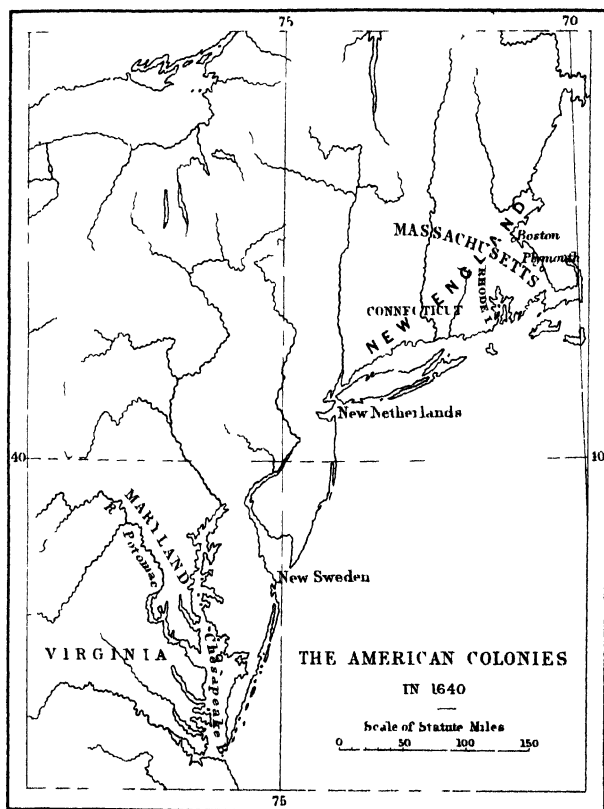 75
70
NEW ENGLAND
MASSACHUSETTS
Boston
Plymouth
RHODE I.
CONNECTICUT
New Netherlands
40
10
MARYLAND
R. Potomac
New Sweden
VIRGINIA
Chesapeake
THE AMERICAN COLONIES
IN 1640
Scale of Statute Miles
0 50 100 150
75